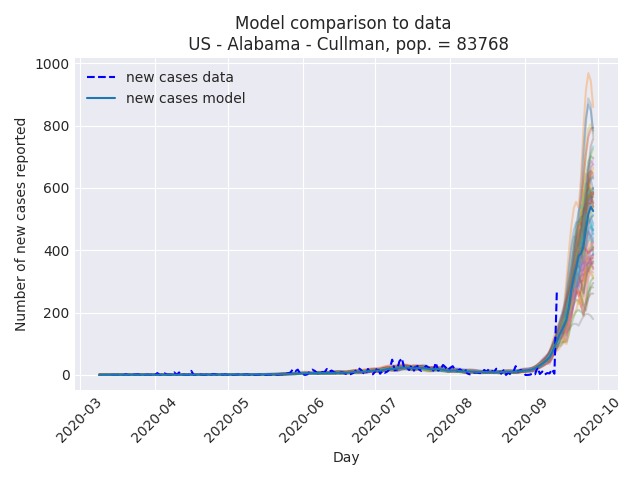 Model comparison to data
US - Alabama - Cullman, pop. = 83768
new cases data
new cases model
Number of new cases reported
1000
800
600
400
200
0
2020-03
2020-04
2020-05
2020-06
2020-07
2020-08
2020-09
2020-10
Day